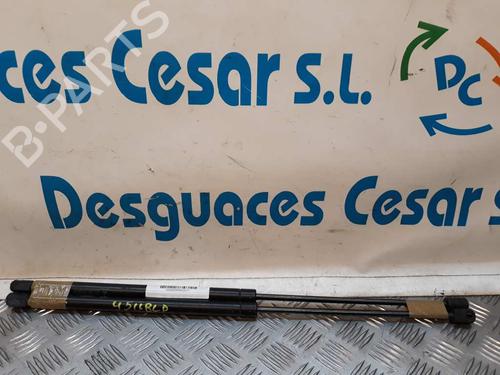 ces Cesar S.L.
DC
B-PARTS
Desguaces Cesar S.